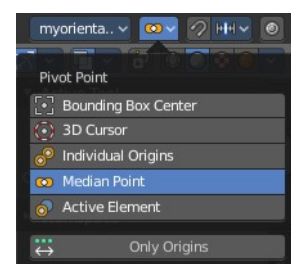 myorienta..
Pivot Point
Bounding Box Center
3D Cursor
Individual Origins
Median Point
Active Element
Only Origins